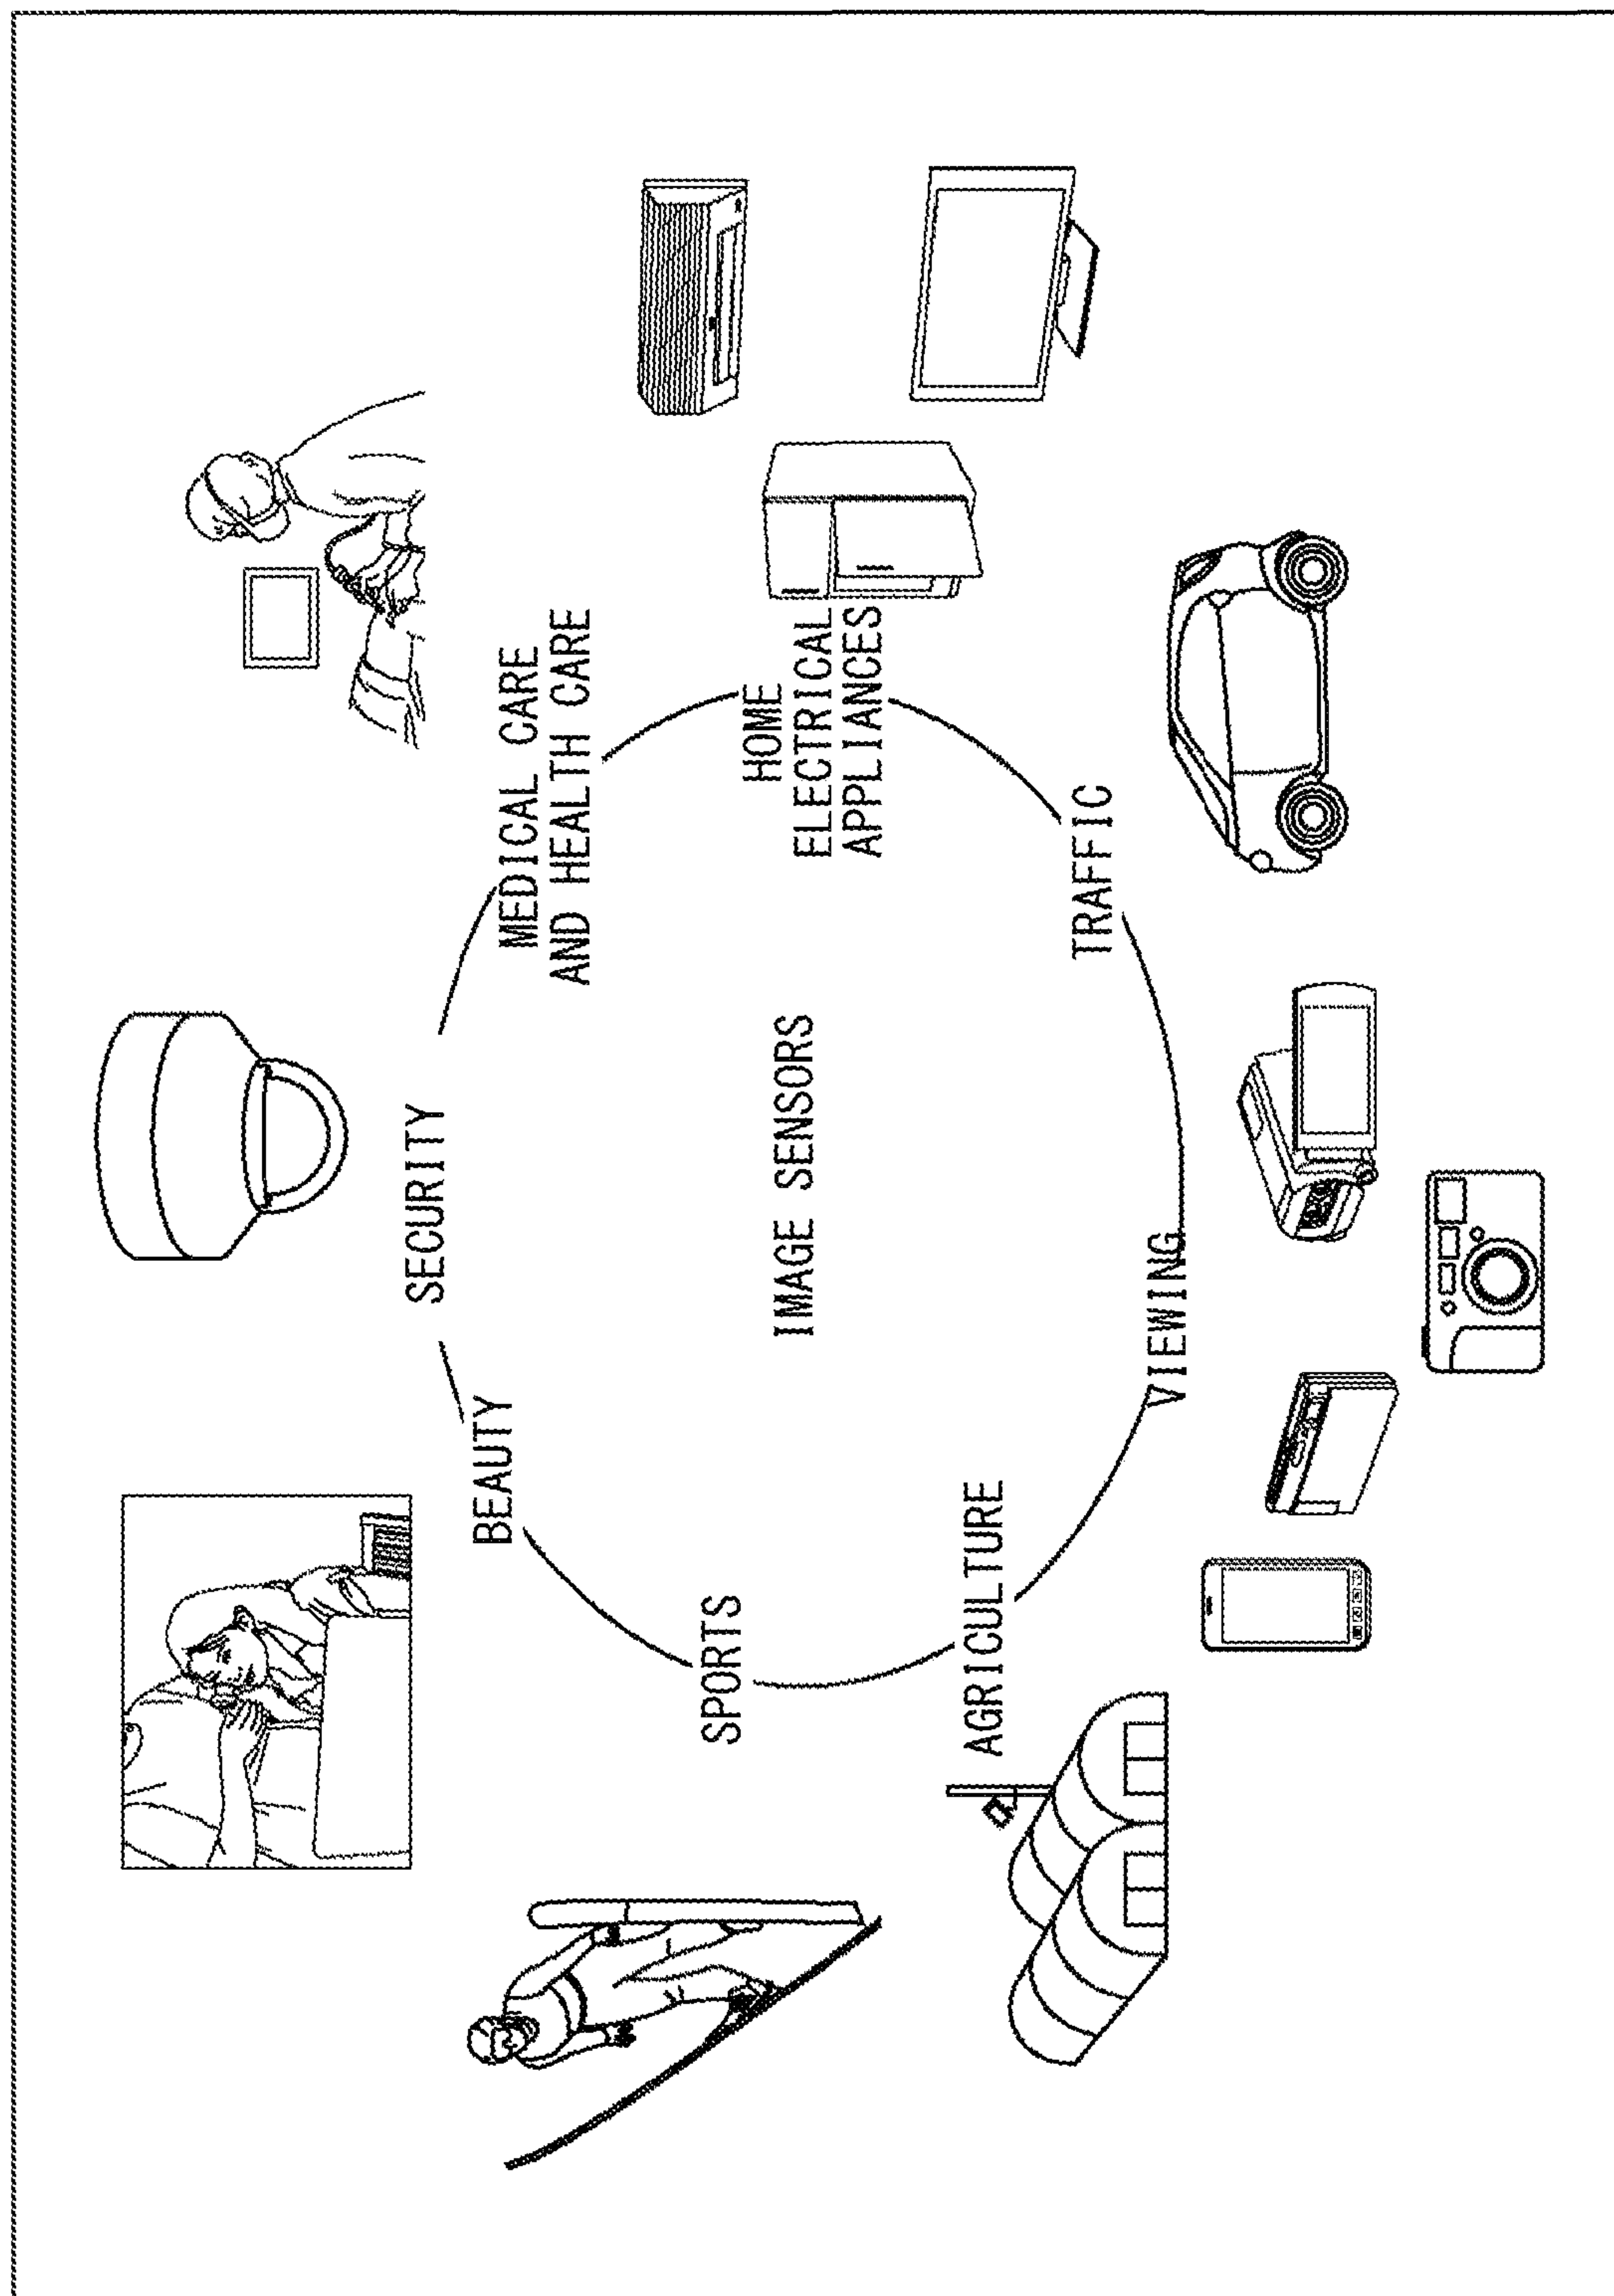 SECURITY
BEAUTY
MEDICAL CARE
AND HEALTH CARE
SPORTS
IMAGE SENSORS
HOME
ELECTRICAL
APPLIANCES
AGRICULTURE
TRAFFIC
VIEWING